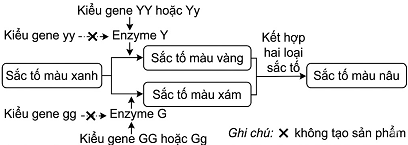 Kiểu gene YY hoặc Yy
Kiểu gene yy
Enzyme Y
Sắc tố màu xanh
Sắc tố màu vàng
Sắc tố màu xám
Kết hợp
hai loại
sắc tố
Sắc tố màu nâu
Kiểu gene gg
Enzyme G
Kiểu gene GG hoặc Gg
Ghi chú: ✕ không tạo sản phẩm